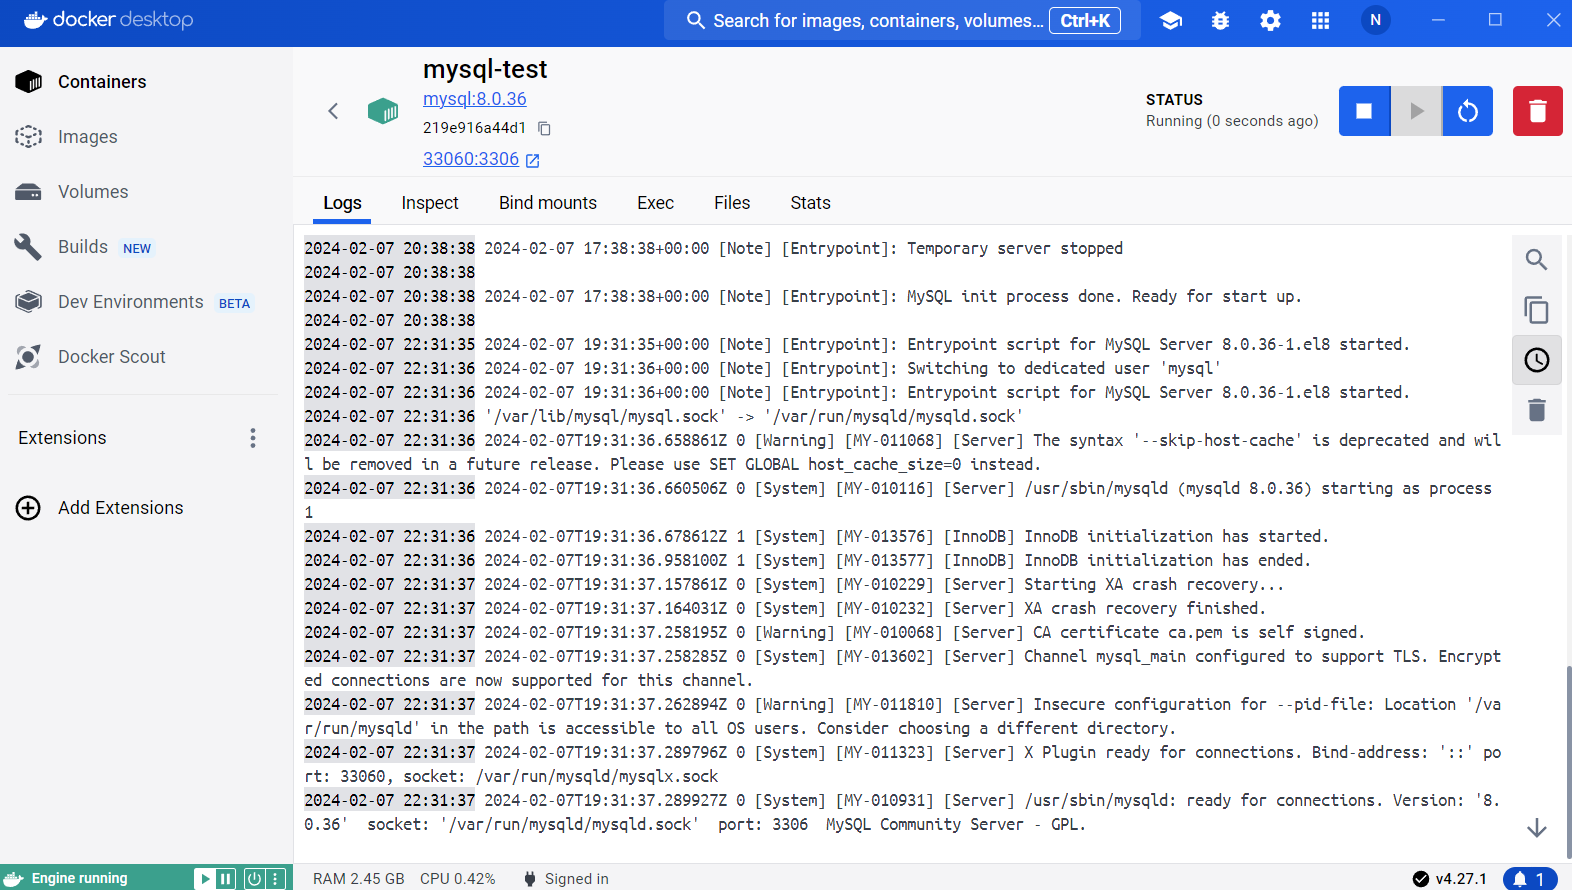 docker desktop
Search for images, containers, volumes... Ctrl+K
N
Containers
Images
Volumes
Builds NEW
Dev Environments BETA
Docker Scout
Extensions
Add Extensions
mysql-test
mysql:8.0.36
219e916a44d1
33060:3306
STATUS
Running (0 seconds ago)
Logs Inspect Bind mounts Exec Files Stats
2024-02-07 20:38:38 2024-02-07 17:38:38+00:00 [Note] [Entrypoint]: Temporary server stopped
2024-02-07 20:38:38
2024-02-07 20:38:38 2024-02-07 17:38:38+00:00 [Note] [Entrypoint]: MySQL init process done. Ready for start up.
2024-02-07 20:38:38
2024-02-07 22:31:35 2024-02-07 19:31:35+00:00 [Note] [Entrypoint]: Entrypoint script for MySQL Server 8.0.36-1.el8 started.
2024-02-07 22:31:36 2024-02-07 19:31:36+00:00 [Note] [Entrypoint]: Switching to dedicated user 'mysql'
2024-02-07 22:31:36 2024-02-07 19:31:36+00:00 [Note] [Entrypoint]: Entrypoint script for MySQL Server 8.0.36-1.el8 started.
2024-02-07 22:31:36 '/var/lib/mysql/mysql.sock' -> '/var/run/mysqld/mysqld.sock'
2024-02-07 22:31:36 2024-02-07T19:31:36.658861Z 0 [Warning] [MY-011068] [Server] The syntax '--skip-host-cache' is deprecated and wil
l be removed in a future release. Please use SET GLOBAL host_cache_size=0 instead.
2024-02-07 22:31:36 2024-02-07T19:31:36.660506Z 0 [System] [MY-010116] [Server] /usr/sbin/mysqld (mysqld 8.0.36) starting as process
1
2024-02-07 22:31:36 2024-02-07T19:31:36.678612Z 1 [System] [MY-013576] [InnoDB] InnoDB initialization has started.
2024-02-07 22:31:36 2024-02-07T19:31:36.958100Z 1 [System] [MY-013577] [InnoDB] InnoDB initialization has ended.
2024-02-07 22:31:37 2024-02-07T19:31:37.157861Z 0 [System] [MY-010229] [Server] Starting XA crash recovery...
2024-02-07 22:31:37 2024-02-07T19:31:37.164031Z 0 [System] [MY-010232] [Server] XA crash recovery finished.
2024-02-07 22:31:37 2024-02-07T19:31:37.258195Z 0 [Warning] [MY-010068] [Server] CA certificate ca.pem is self signed.
2024-02-07 22:31:37 2024-02-07T19:31:37.258285Z 0 [System] [MY-013602] [Server] Channel mysql_main configured to support TLS. Encrypt
ed connections are now supported for this channel.
2024-02-07 22:31:37 2024-02-07T19:31:37.262894Z 0 [Warning] [MY-011810] [Server] Insecure configuration for --pid-file: Location '/va
r/run/mysqld' in the path is accessible to all OS users. Consider choosing a different directory.
2024-02-07 22:31:37 2024-02-07T19:31:37.289796Z 0 [System] [MY-011323] [Server] X Plugin ready for connections. Bind-address: '::' po
rt: 33060, socket: /var/run/mysqld/mysqlx.sock
2024-02-07 22:31:37 2024-02-07T19:31:37.289927Z 0 [System] [MY-010931] [Server] /usr/sbin/mysqld: ready for connections. Version: '8.
0.36'  socket: '/var/run/mysqld/mysqld.sock'  port: 3306  MySQL Community Server - GPL.
Engine running
RAM 2.45 GB CPU 0.42% Signed in
v4.27.1
1